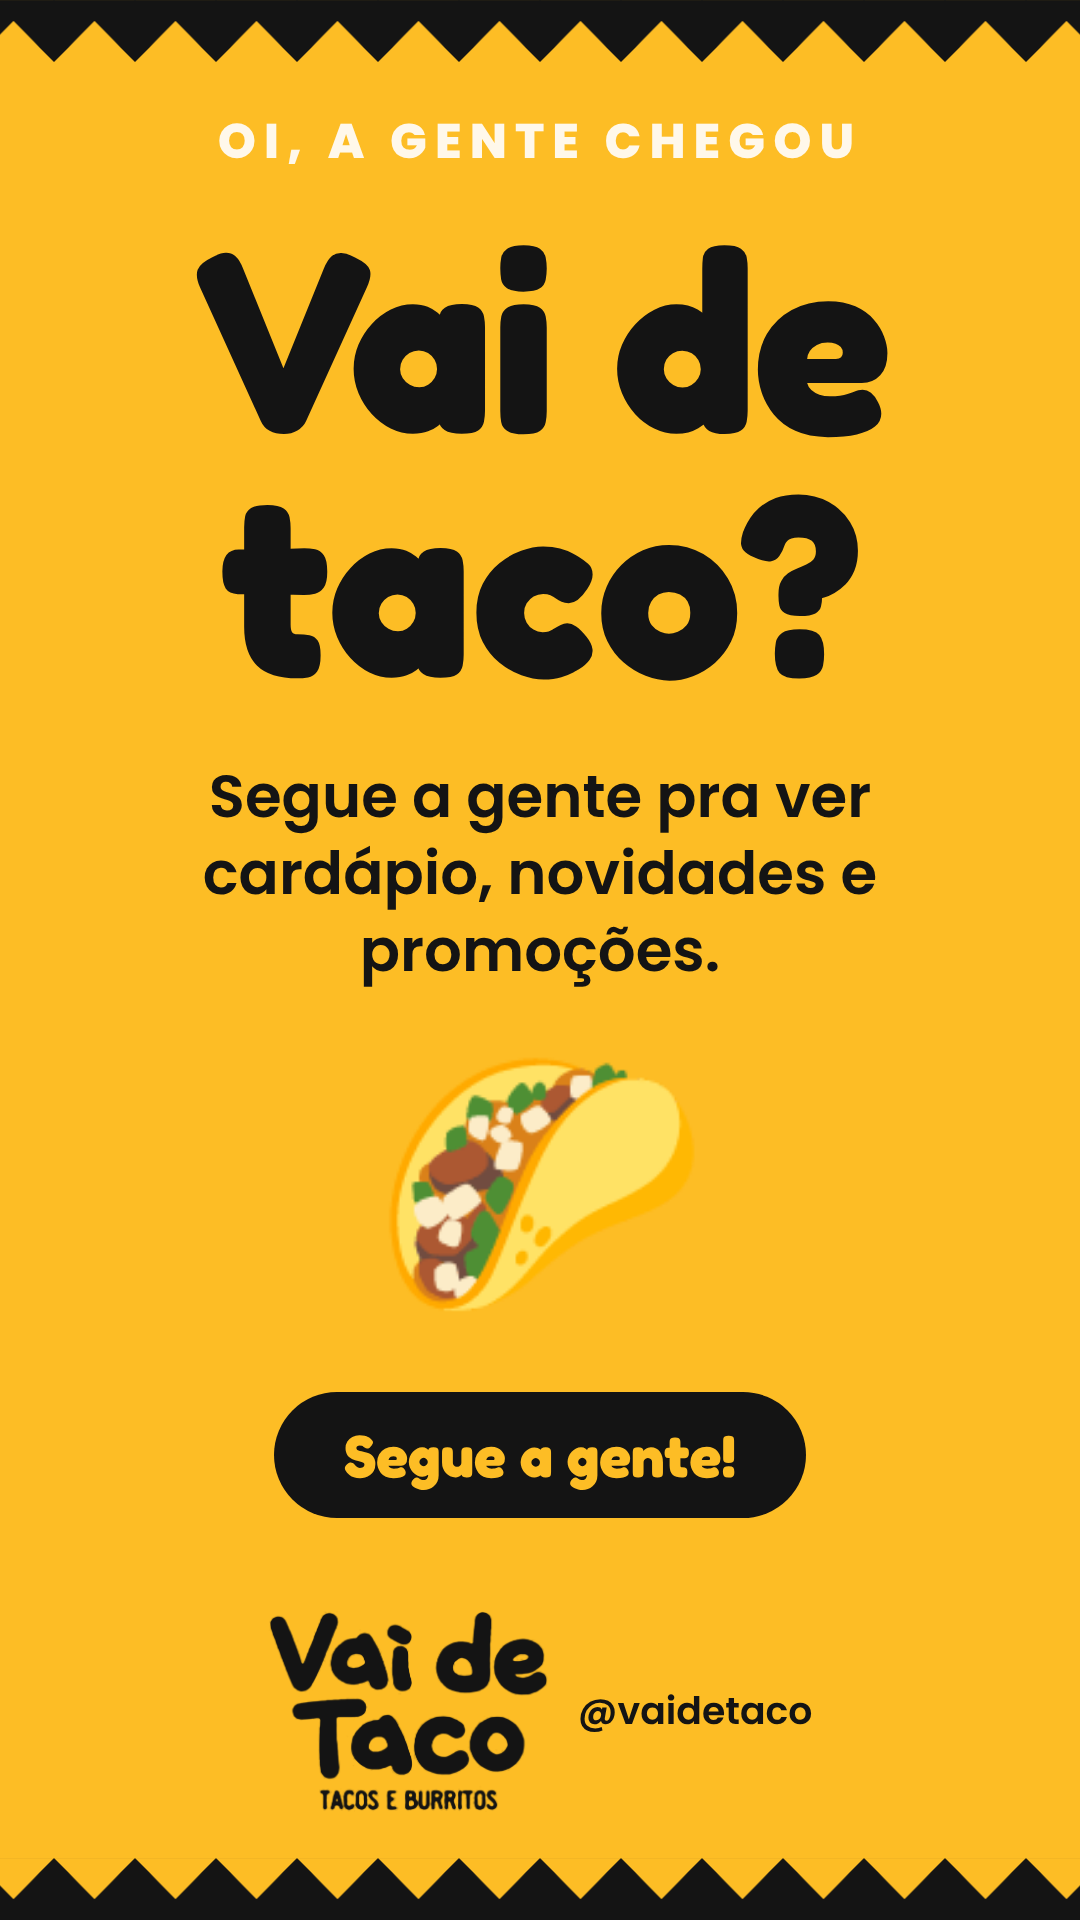 OI, A GENTE CHEGOU
Vai de
taco?
Segue a gente pra ver
cardápio, novidades e
promoções.
Segue a gente!
Vai de
Taco
TACOS E BURRITOS
@vaidetaco